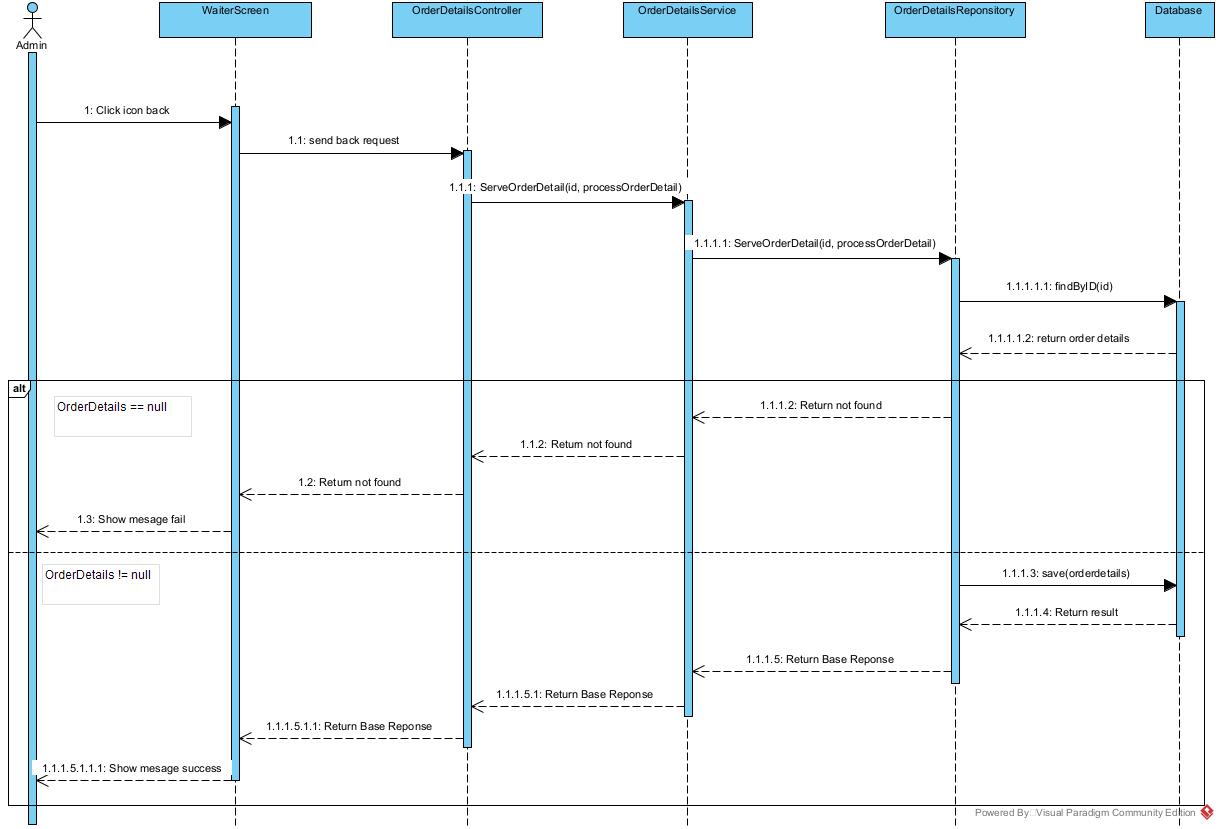 WaiterScreen
OrderDetailsController
OrderDetailsService
OrderDetailsReponsitory
Database
Admin
1: Click icon back
1.1: send back request
1.1.1: ServeOrderDetail(id, processOrderDetail)
1.1.1.1: ServeOrderDetail(id, processOrderDetail)
1.1.1.1.1: findByID(id)
1.1.1.1.2: return order details
alt
OrderDetails == null
1.1.1.2: Return not found
1.1.2: Return not found
1.2: Return not found
1.3: Show mesage fail
OrderDetails != null
1.1.1.3: save(orderdetails)
1.1.1.4: Return result
1.1.1.5: Return Base Reponse
1.1.1.5.1: Return Base Reponse
1.1.1.5.1.1: Return Base Reponse
1.1.1.5.1.1.1: Show mesage success
Powered By Visual Paradigm Community Edition